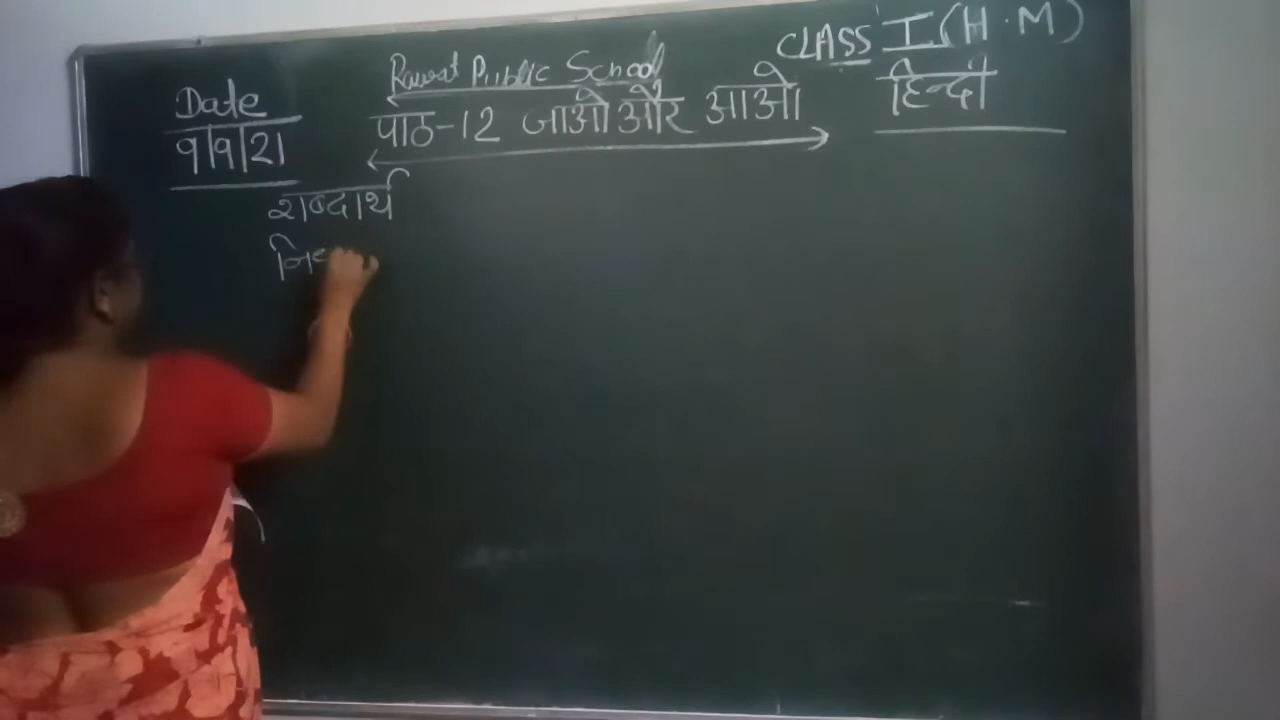 CLASS I (H.M)
Rawat Public School
हिन्दी
Date
पाठ-12 जाओ और आओ
9/9/21
शब्दार्थ